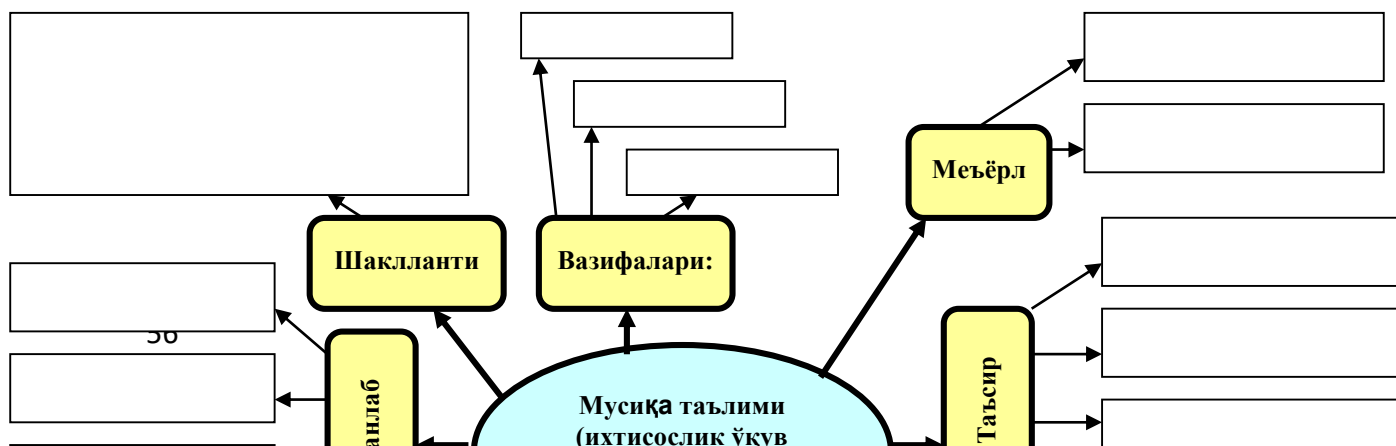 Меъёрл
Шакллантиּ
Вазифалари:
56
анлаб
Таъсир
Мусиқа таълими
(ихтисослик ўқув